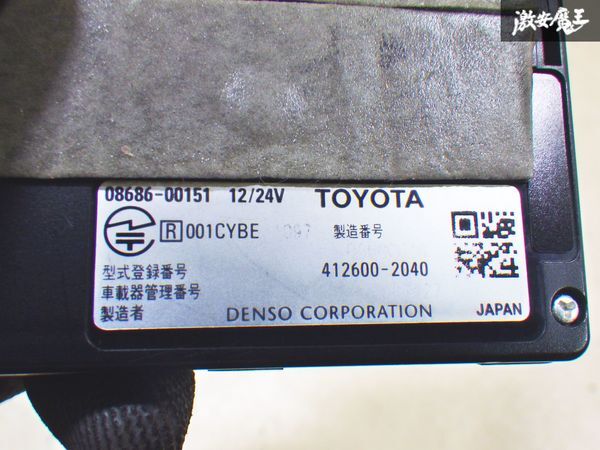 激安魔王
08686-00151 12/24V TOYOTA
R 001CYBE 製造番号
型式登録番号 412600-2040
車載器管理番号
製造者 DENSO CORPORATION JAPAN